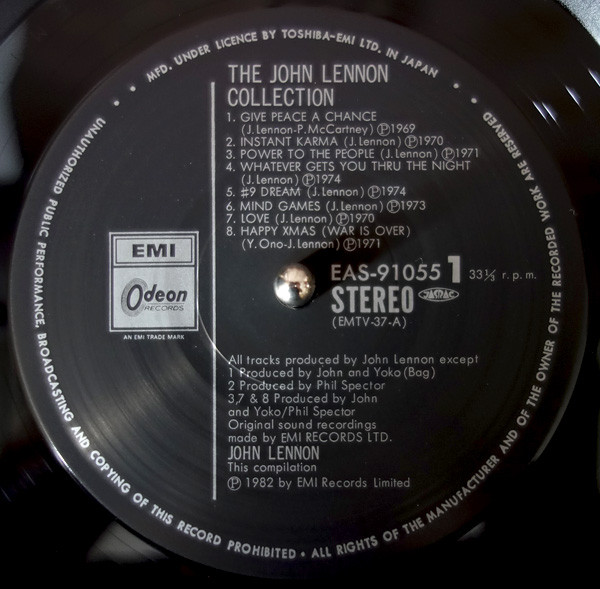 MFD. UNDER LICENCE BY TOSHIBA-EMI LTD. IN JAPAN
THE JOHN LENNON
COLLECTION
1. GIVE PEACE A CHANCE
(J.Lennon-P.McCartney) ℗1969
2. INSTANT KARMA (J.Lennon) ℗1970
3. POWER TO THE PEOPLE (J.Lennon) ℗1971
4. WHATEVER GETS YOU THRU THE NIGHT
(J.Lennon) ℗1974
5. #9 DREAM (J.Lennon) ℗1974
6. MIND GAMES (J.Lennon) ℗1973
7. LOVE (J.Lennon) ℗1970
8. HAPPY XMAS (WAR IS OVER)
(Y.Ono-J.Lennon) ℗1971
EMI
Odeon
RECORDS
AN EMI TRADE MARK
EAS-91055 1 33⅓ r.p.m.
STEREO JASRAC
(EMTV-37-A)
All tracks produced by John Lennon except
1 Produced by John and Yoko (Bag)
2 Produced by Phil Spector
3,7 & 8 Produced by John
and Yoko/Phil Spector
Original sound recordings
made by EMI RECORDS LTD.
JOHN LENNON
This compilation
℗ 1982 by EMI Records Limited
UNAUTHORIZED PUBLIC PERFORMANCE, BROADCASTING AND COPYING OF THIS RECORD PROHIBITED • ALL RIGHTS OF THE MANUFACTURER AND OF THE OWNER OF THE RECORDED WORK ARE RESERVED